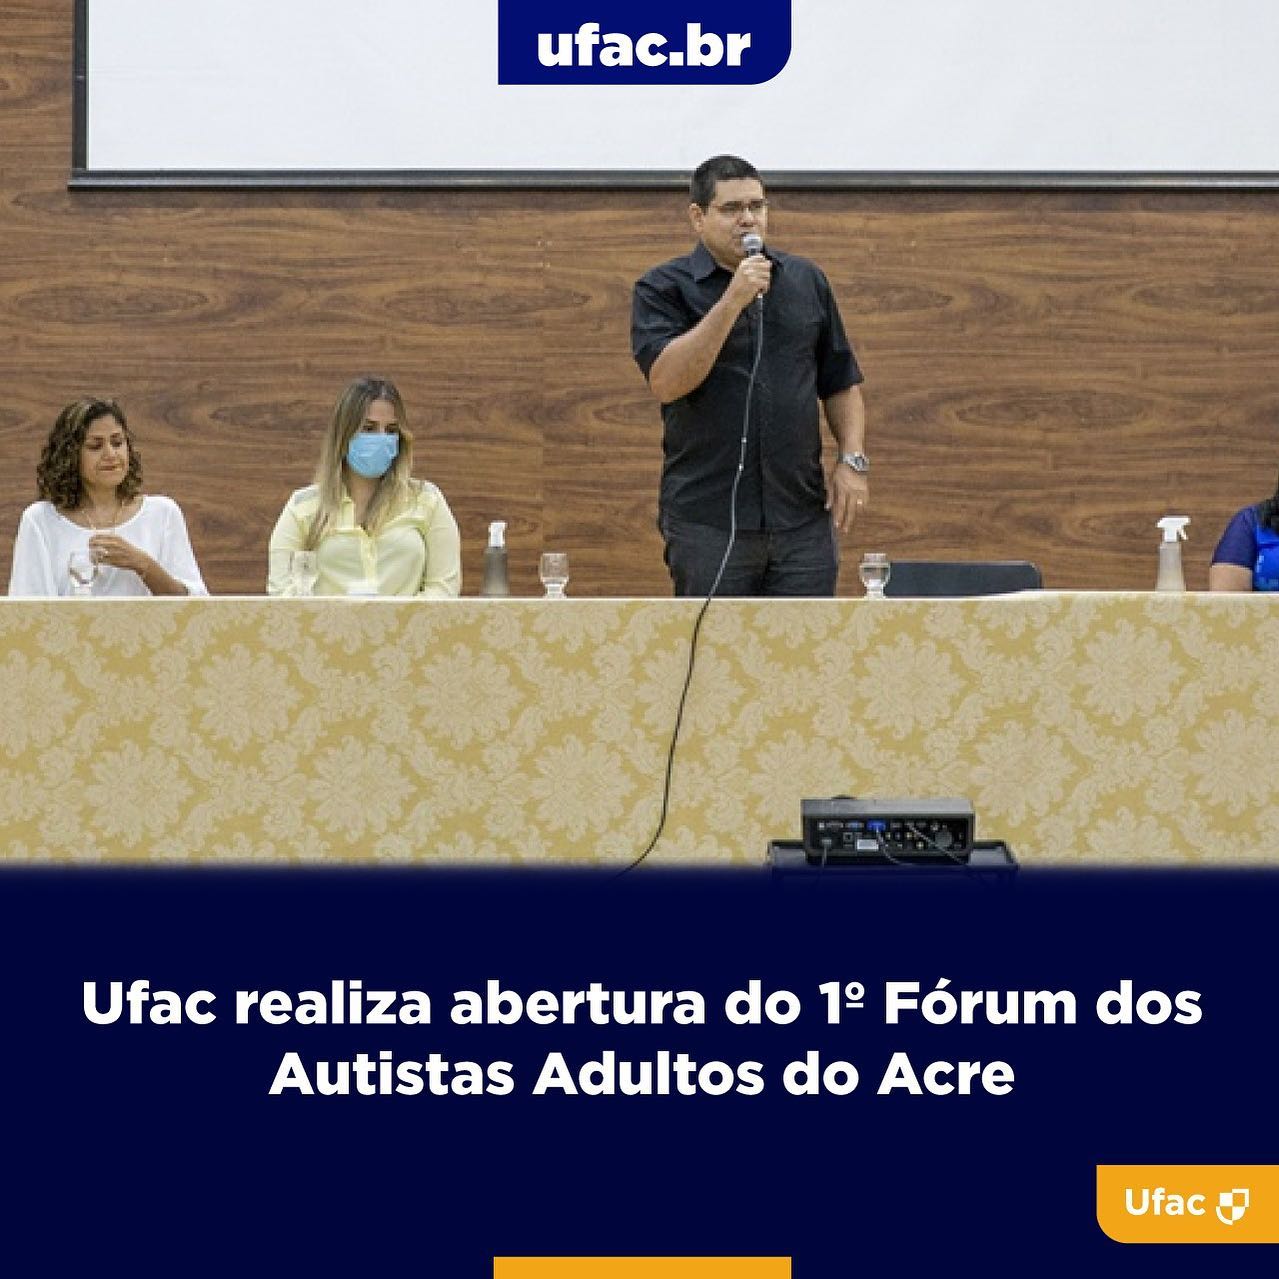 ufac.br
Ufac realiza abertura do 1º Fórum dos
Autistas Adultos do Acre
Ufac